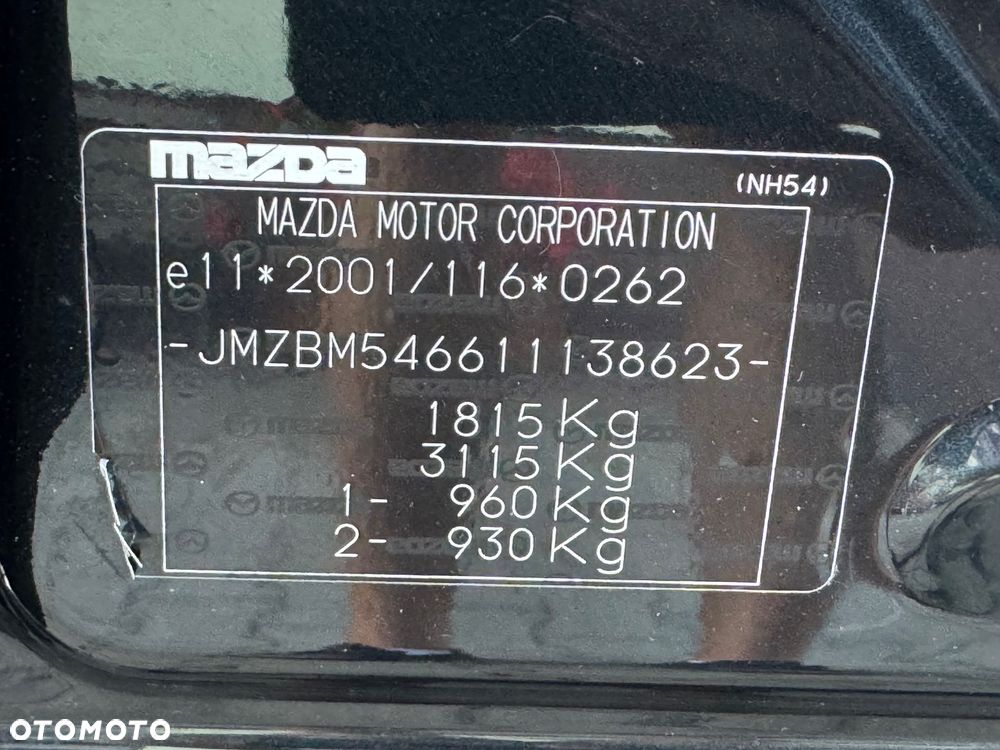 mazda
(NH54)
MAZDA MOTOR CORPORATION
e11*2001/116*0262
-JMZBM546611138623-
1815Kg
3115Kg
1- 960Kg
2- 930Kg
OTOMOTO